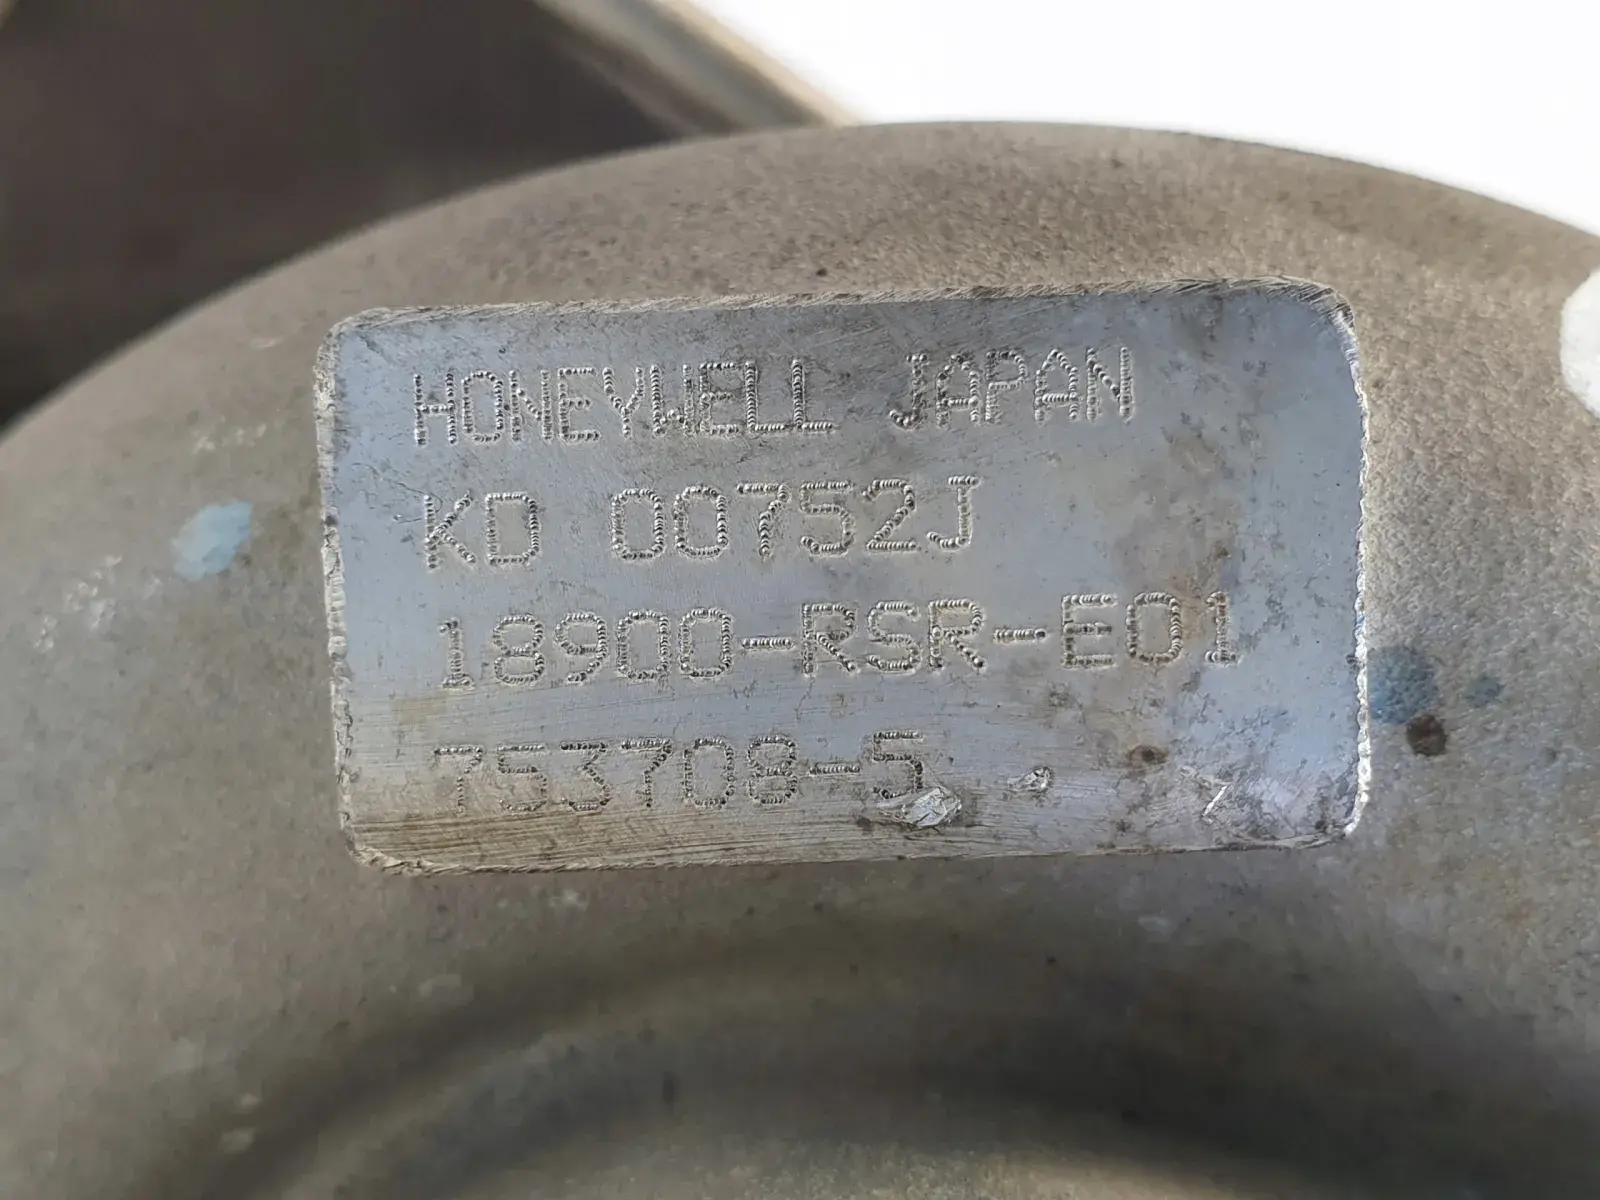 HONEYWELL JAPAN
KD 00752J
18900-RSR-E01
753708-5